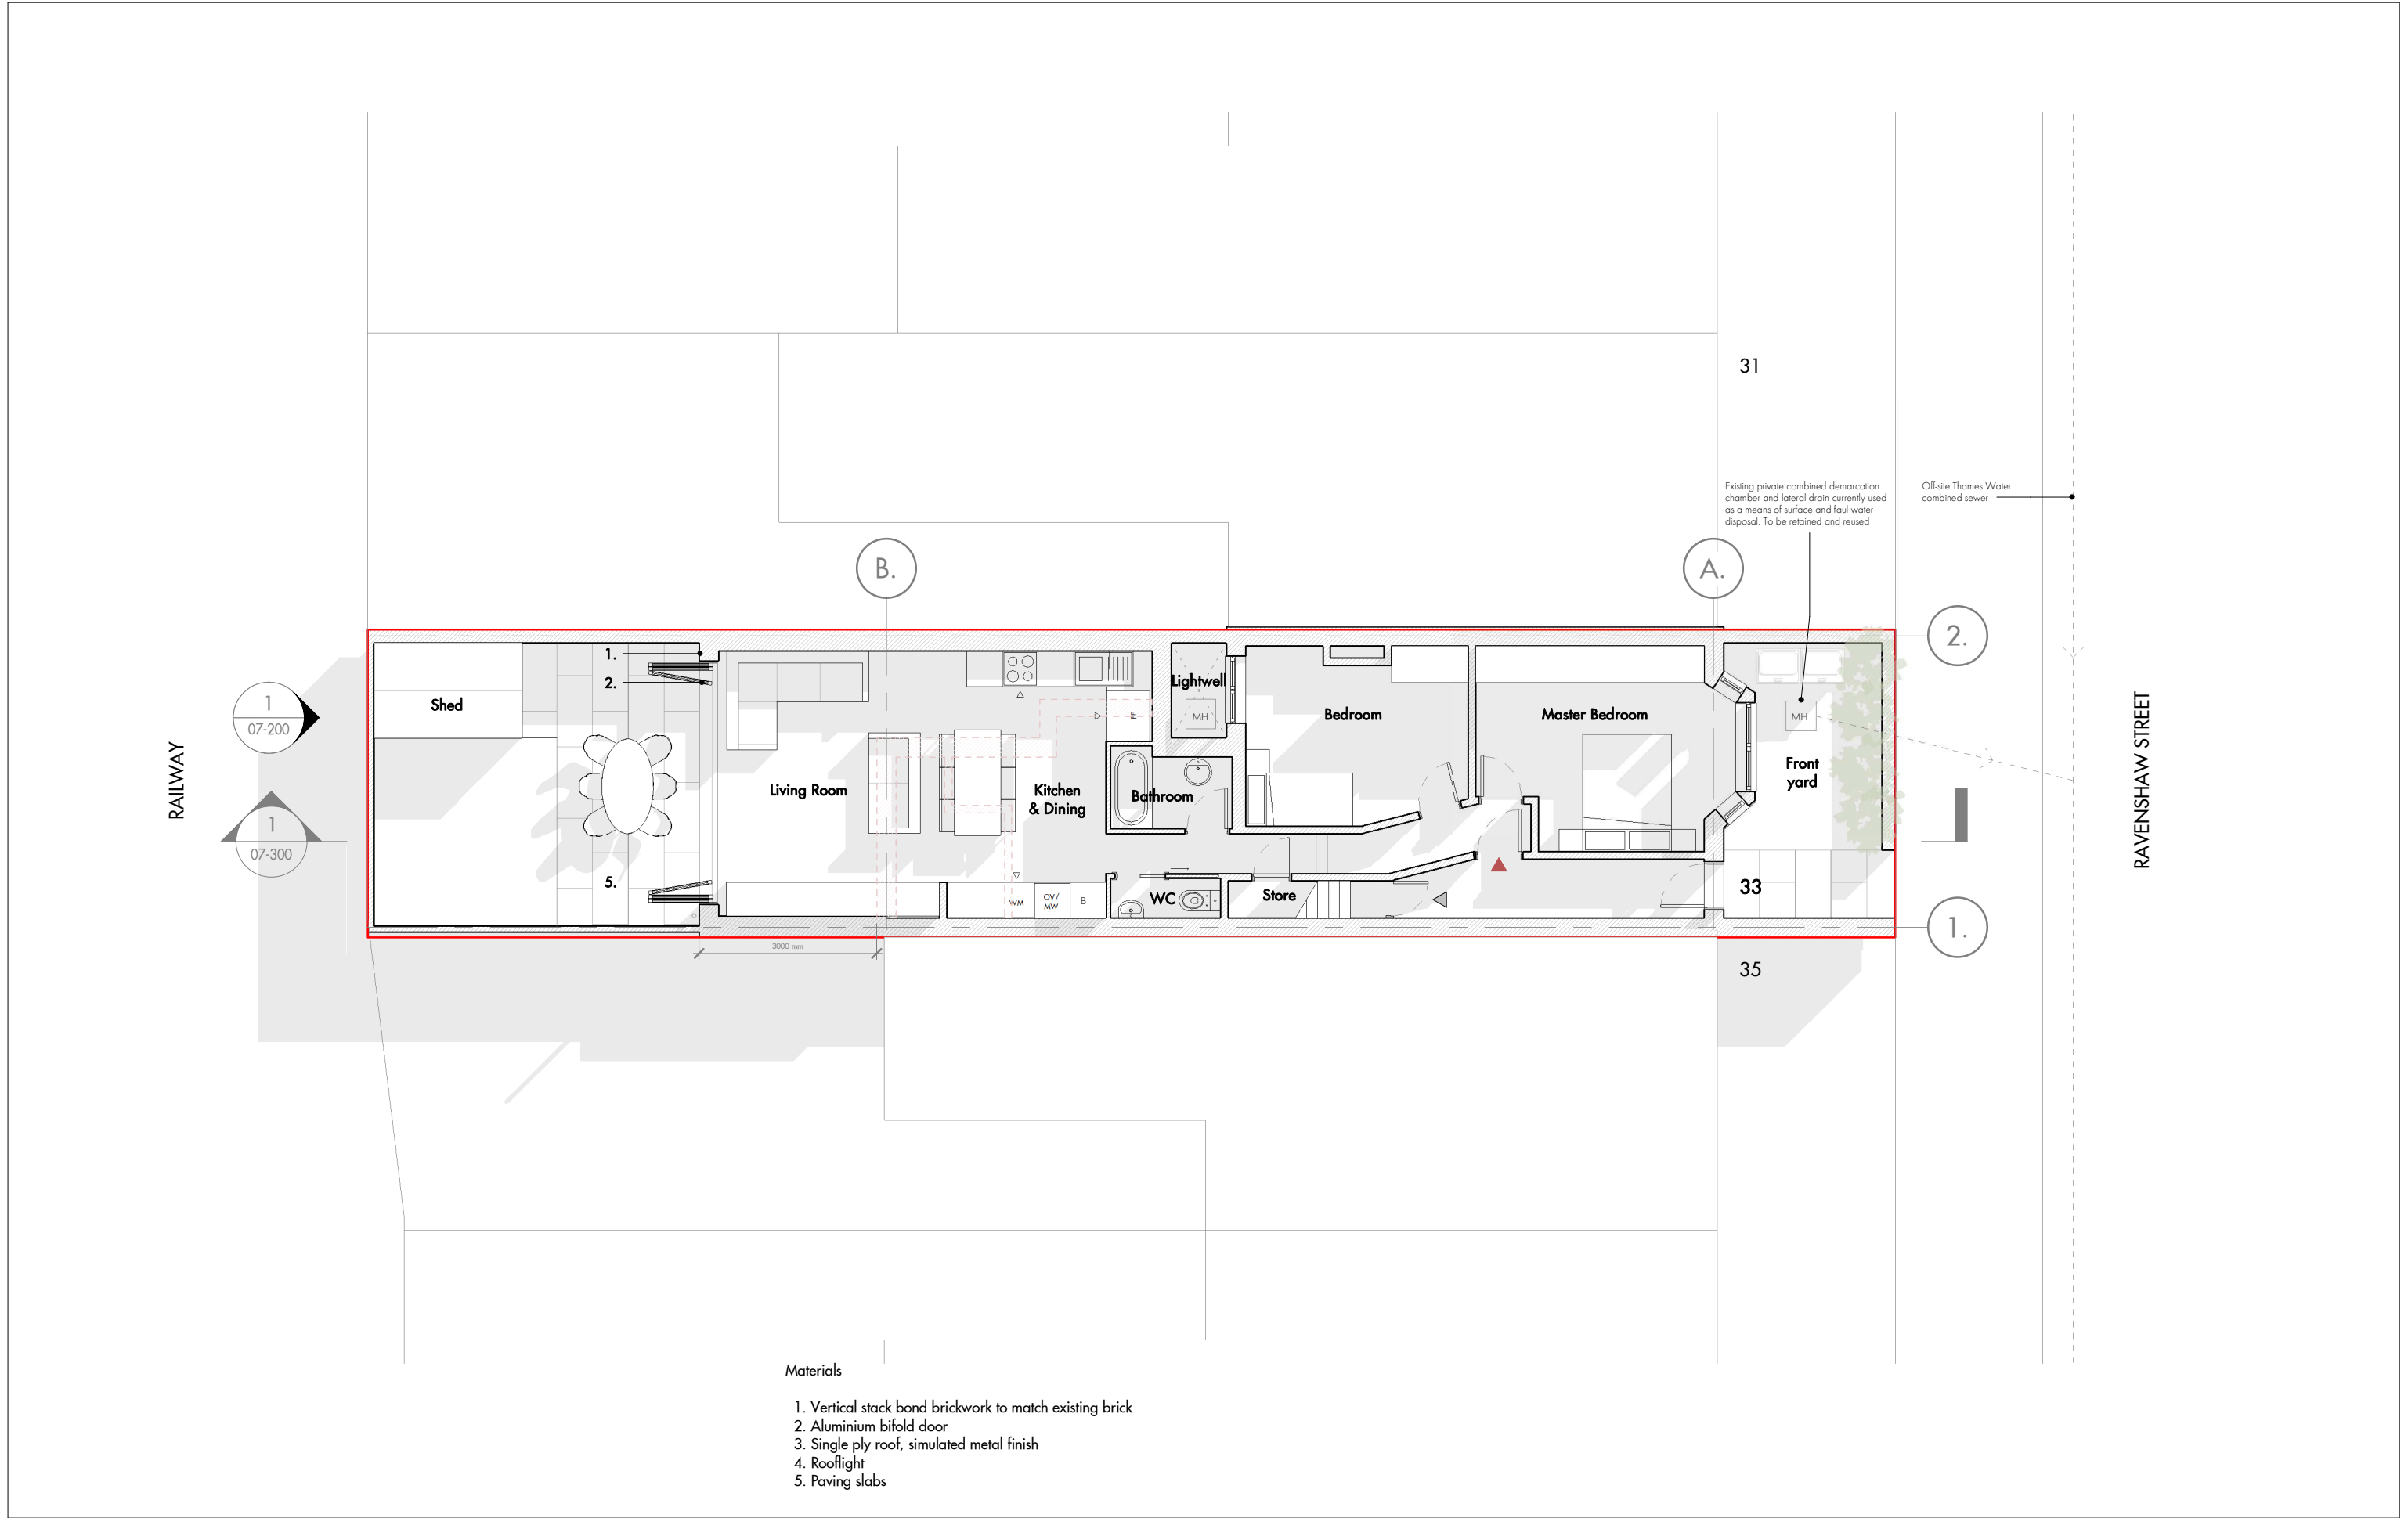 31
Existing private combined demarcation
chamber and lateral drain currently used
as a means of surface and faul water
disposal. To be retained and reused
Off-site Thames Water
combined sewer
B.
A.
2.
1.
2.
Shed
Lightwell
MH
Bedroom
Master Bedroom
MH
1
07-200
RAILWAY
RAVENSHAW STREET
Living Room
Kitchen
& Dining
Bathroom
Front
yard
1
07-300
5.
WM
OV/
MW
B
WC
Store
33
1.
3000 mm
35
Materials
1. Vertical stack bond brickwork to match existing brick
2. Aluminium bifold door
3. Single ply roof, simulated metal finish
4. Rooflight
5. Paving slabs